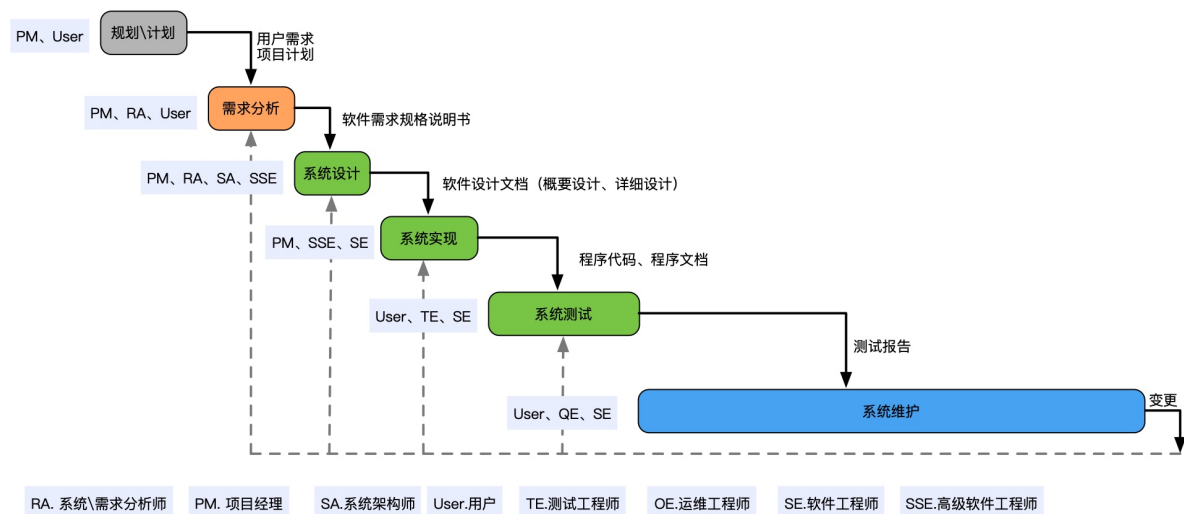 PM、User
规划\计划
用户需求
项目计划
PM、RA、User
需求分析
软件需求规格说明书
PM、RA、SA、SSE
系统设计
软件设计文档（概要设计、详细设计）
PM、SSE、SE
系统实现
程序代码、程序文档
User、TE、SE
系统测试
测试报告
User、QE、SE
系统维护
变更
RA. 系统\需求分析师
PM. 项目经理
SA.系统架构师
User.用户
TE.测试工程师
OE.运维工程师
SE.软件工程师
SSE.高级软件工程师